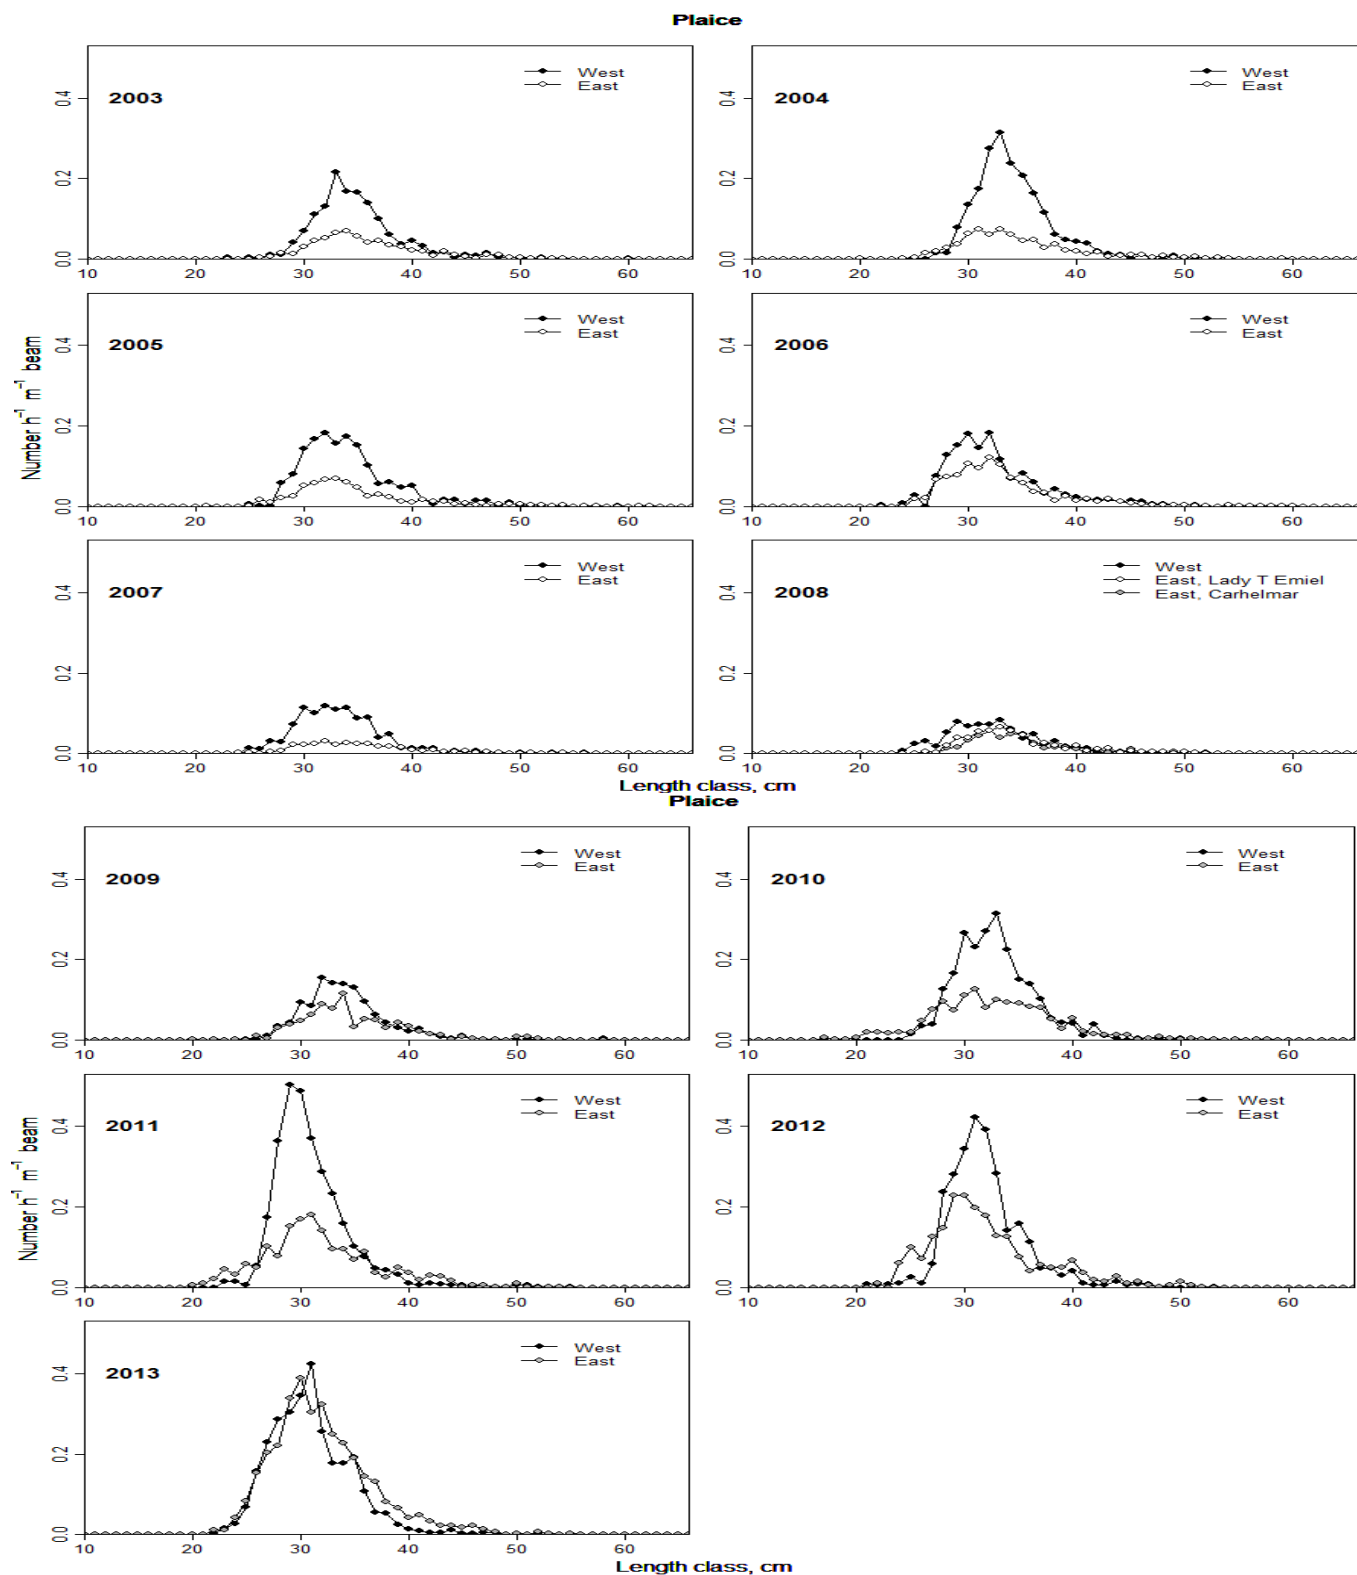 Plaice
West
East
2003
0.0 0.2 0.4
10 20 30 40 50 60
West
East
2004
0.0 0.2 0.4
10 20 30 40 50 60
Number h⁻¹ m⁻¹ beam
West
East
2005
0.0 0.2 0.4
10 20 30 40 50 60
West
East
2006
0.0 0.2 0.4
10 20 30 40 50 60
West
East
2007
0.0 0.2 0.4
10 20 30 40 50 60
West
East, Lady T Emiel
East, Carhelmar
2008
0.0 0.2 0.4
10 20 30 40 50 60
Length class, cm
Plaice
West
East
2009
0.0 0.2 0.4
10 20 30 40 50 60
West
East
2010
0.0 0.2 0.4
10 20 30 40 50 60
Number h⁻¹ m⁻¹ beam
West
East
2011
0.0 0.2 0.4
10 20 30 40 50 60
West
East
2012
0.0 0.2 0.4
10 20 30 40 50 60
West
East
2013
0.0 0.2 0.4
10 20 30 40 50 60
Length class, cm